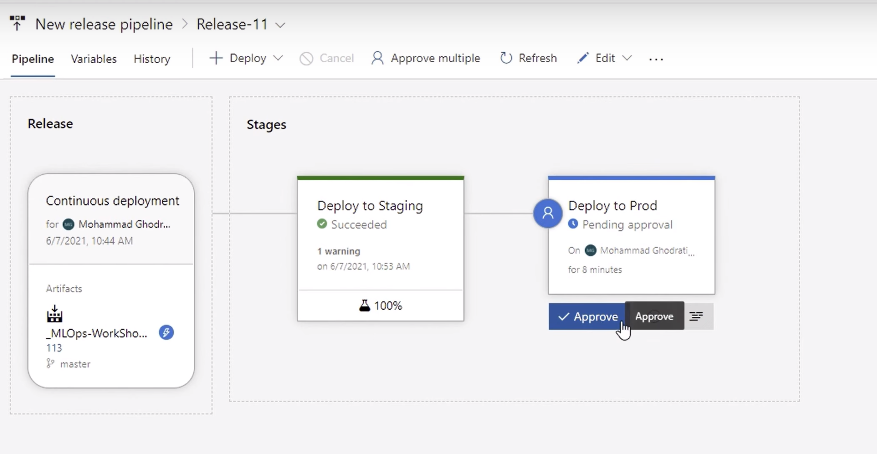 New release pipeline > Release-11
Pipeline Variables History Deploy Cancel Approve multiple Refresh Edit ...
Release
Continuous deployment
for Mohammad Ghodr...
6/7/2021, 10:44 AM
Artifacts
_MLOps-WorkSho...
113
master
Stages
Deploy to Staging
Succeeded
1 warning
on 6/7/2021, 10:53 AM
100%
Deploy to Prod
Pending approval
On Mohammad Ghodrati...
for 8 minutes
Approve
Approve